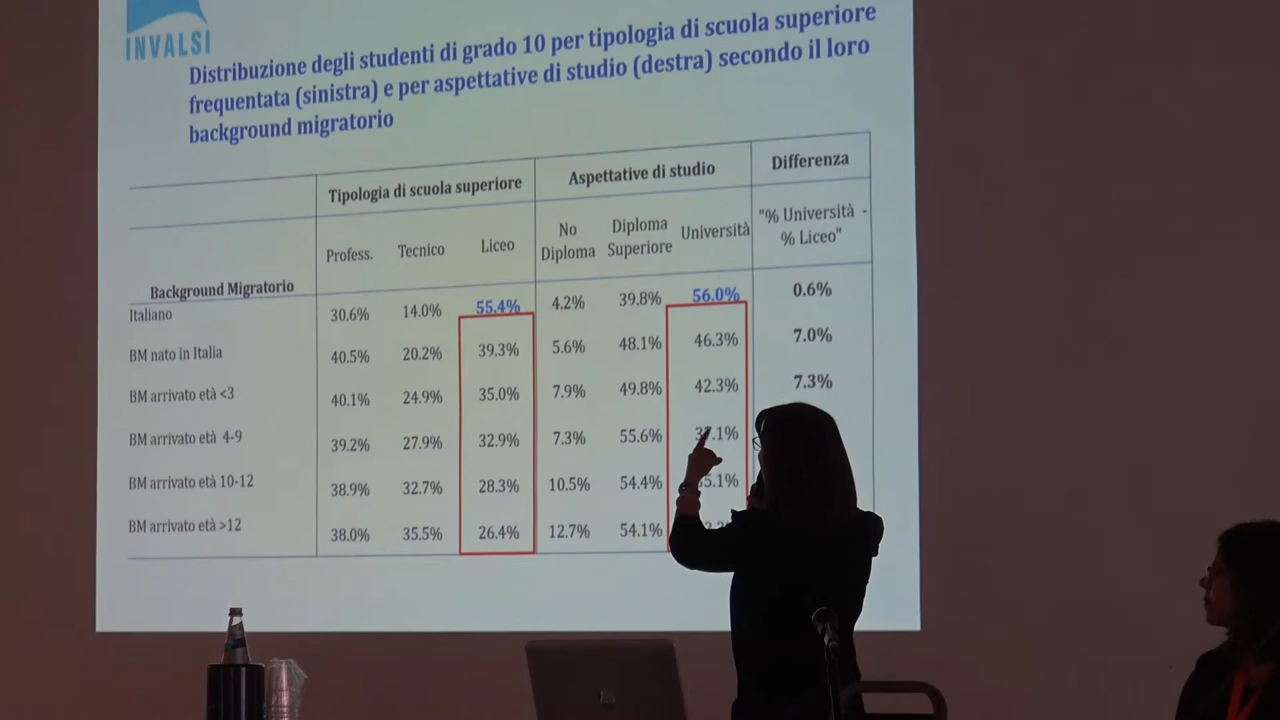 INVALSI
Distribuzione degli studenti di grado 10 per tipologia di scuola superiore
frequentata (sinistra) e per aspettative di studio (destra) secondo il loro
background migratorio
Tipologia di scuola superiore Aspettative di studio Differenza
Background Migratorio Profess. Tecnico Liceo No Diploma Diploma Superiore Università "% Università - % Liceo"
Italiano 30.6% 14.0% 55.4% 4.2% 39.8% 56.0% 0.6%
BM nato in Italia 40.5% 20.2% 39.3% 5.6% 48.1% 46.3% 7.0%
BM arrivato età <3 40.1% 24.9% 35.0% 7.9% 49.8% 42.3% 7.3%
BM arrivato età 4-9 39.2% 27.9% 32.9% 7.3% 55.6%
BM arrivato età 10-12 38.9% 32.7% 28.3% 10.5% 54.4%
BM arrivato età >12 38.0% 35.5% 26.4% 12.7% 54.1%